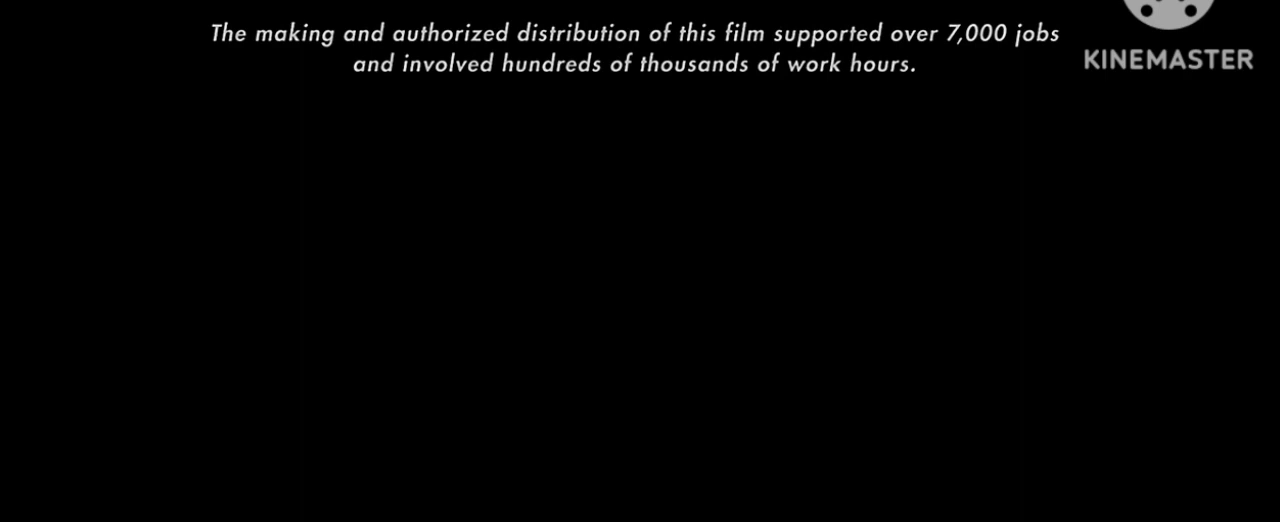 The making and authorized distribution of this film supported over 7,000 jobs
and involved hundreds of thousands of work hours.
KINEMASTER